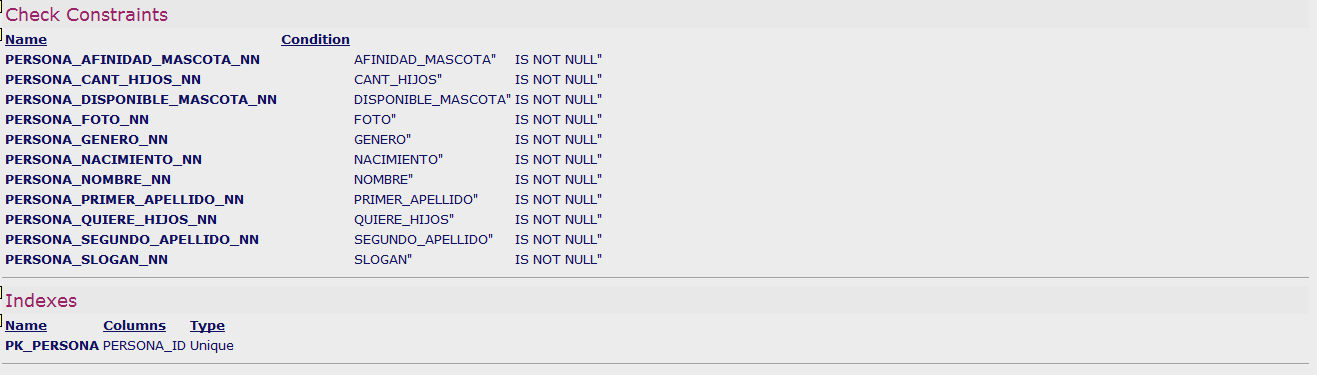 Check Constraints
Name Condition
PERSONA_AFINIDAD_MASCOTA_NN AFINIDAD_MASCOTA" IS NOT NULL"
PERSONA_CANT_HIJOS_NN CANT_HIJOS" IS NOT NULL"
PERSONA_DISPONIBLE_MASCOTA_NN DISPONIBLE_MASCOTA" IS NOT NULL"
PERSONA_FOTO_NN FOTO" IS NOT NULL"
PERSONA_GENERO_NN GENERO" IS NOT NULL"
PERSONA_NACIMIENTO_NN NACIMIENTO" IS NOT NULL"
PERSONA_NOMBRE_NN NOMBRE" IS NOT NULL"
PERSONA_PRIMER_APELLIDO_NN PRIMER_APELLIDO" IS NOT NULL"
PERSONA_QUIERE_HIJOS_NN QUIERE_HIJOS" IS NOT NULL"
PERSONA_SEGUNDO_APELLIDO_NN SEGUNDO_APELLIDO" IS NOT NULL"
PERSONA_SLOGAN_NN SLOGAN" IS NOT NULL"
Indexes
Name Columns Type
PK_PERSONA PERSONA_ID Unique